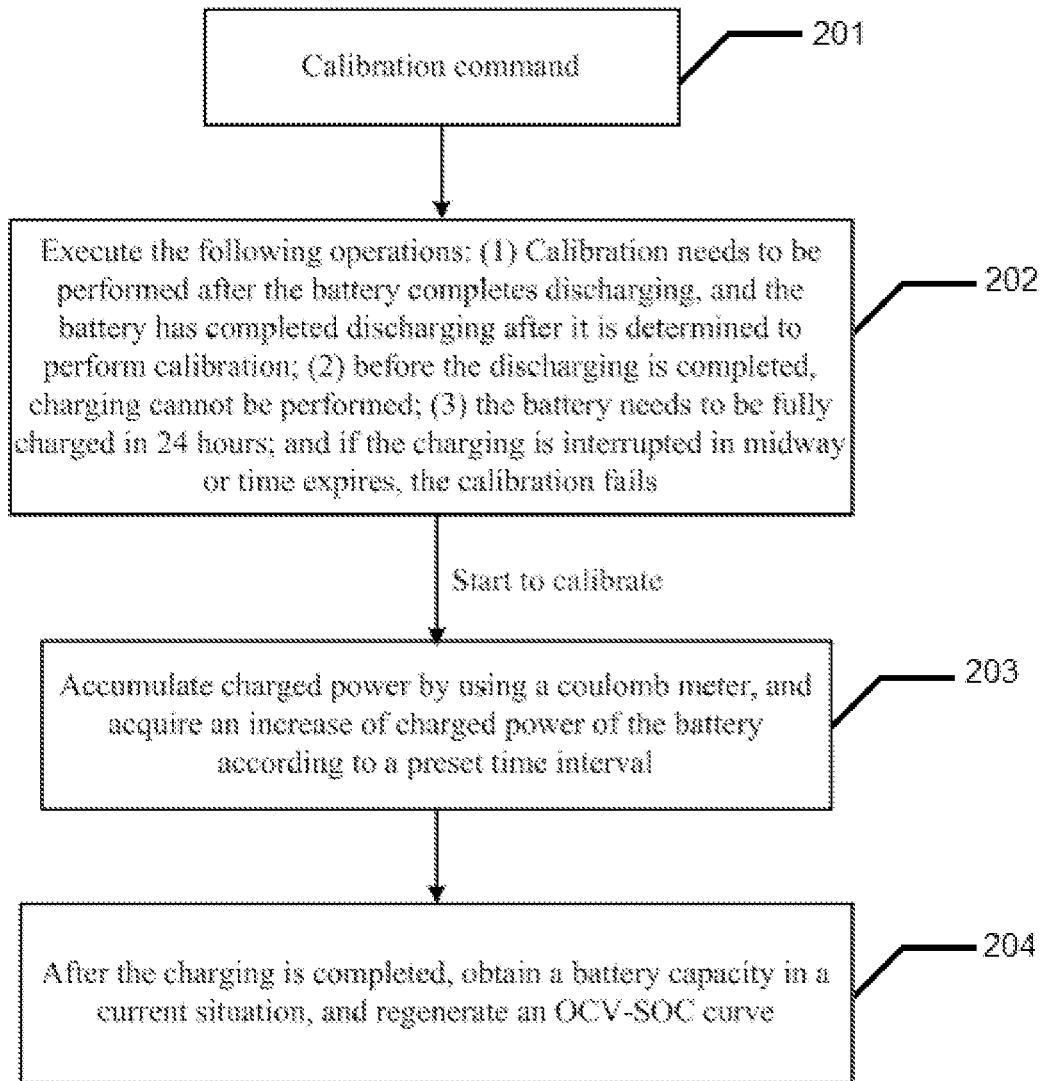 Calibration command
201
Execute the following operations: (1) Calibration needs to be
performed after the battery completes discharging, and the
battery has completed discharging after it is determined to
perform calibration; (2) before the discharging is completed,
charging cannot be performed; (3) the battery needs to be fully
charged in 24 hours; and if the charging is interrupted in midway
or time expires, the calibration fails
202
Start to calibrate
Accumulate charged power by using a coulomb meter, and
acquire an increase of charged power of the battery
according to a preset time interval
203
After the charging is completed, obtain a battery capacity in a
current situation, and regenerate an OCV-SOC curve
204